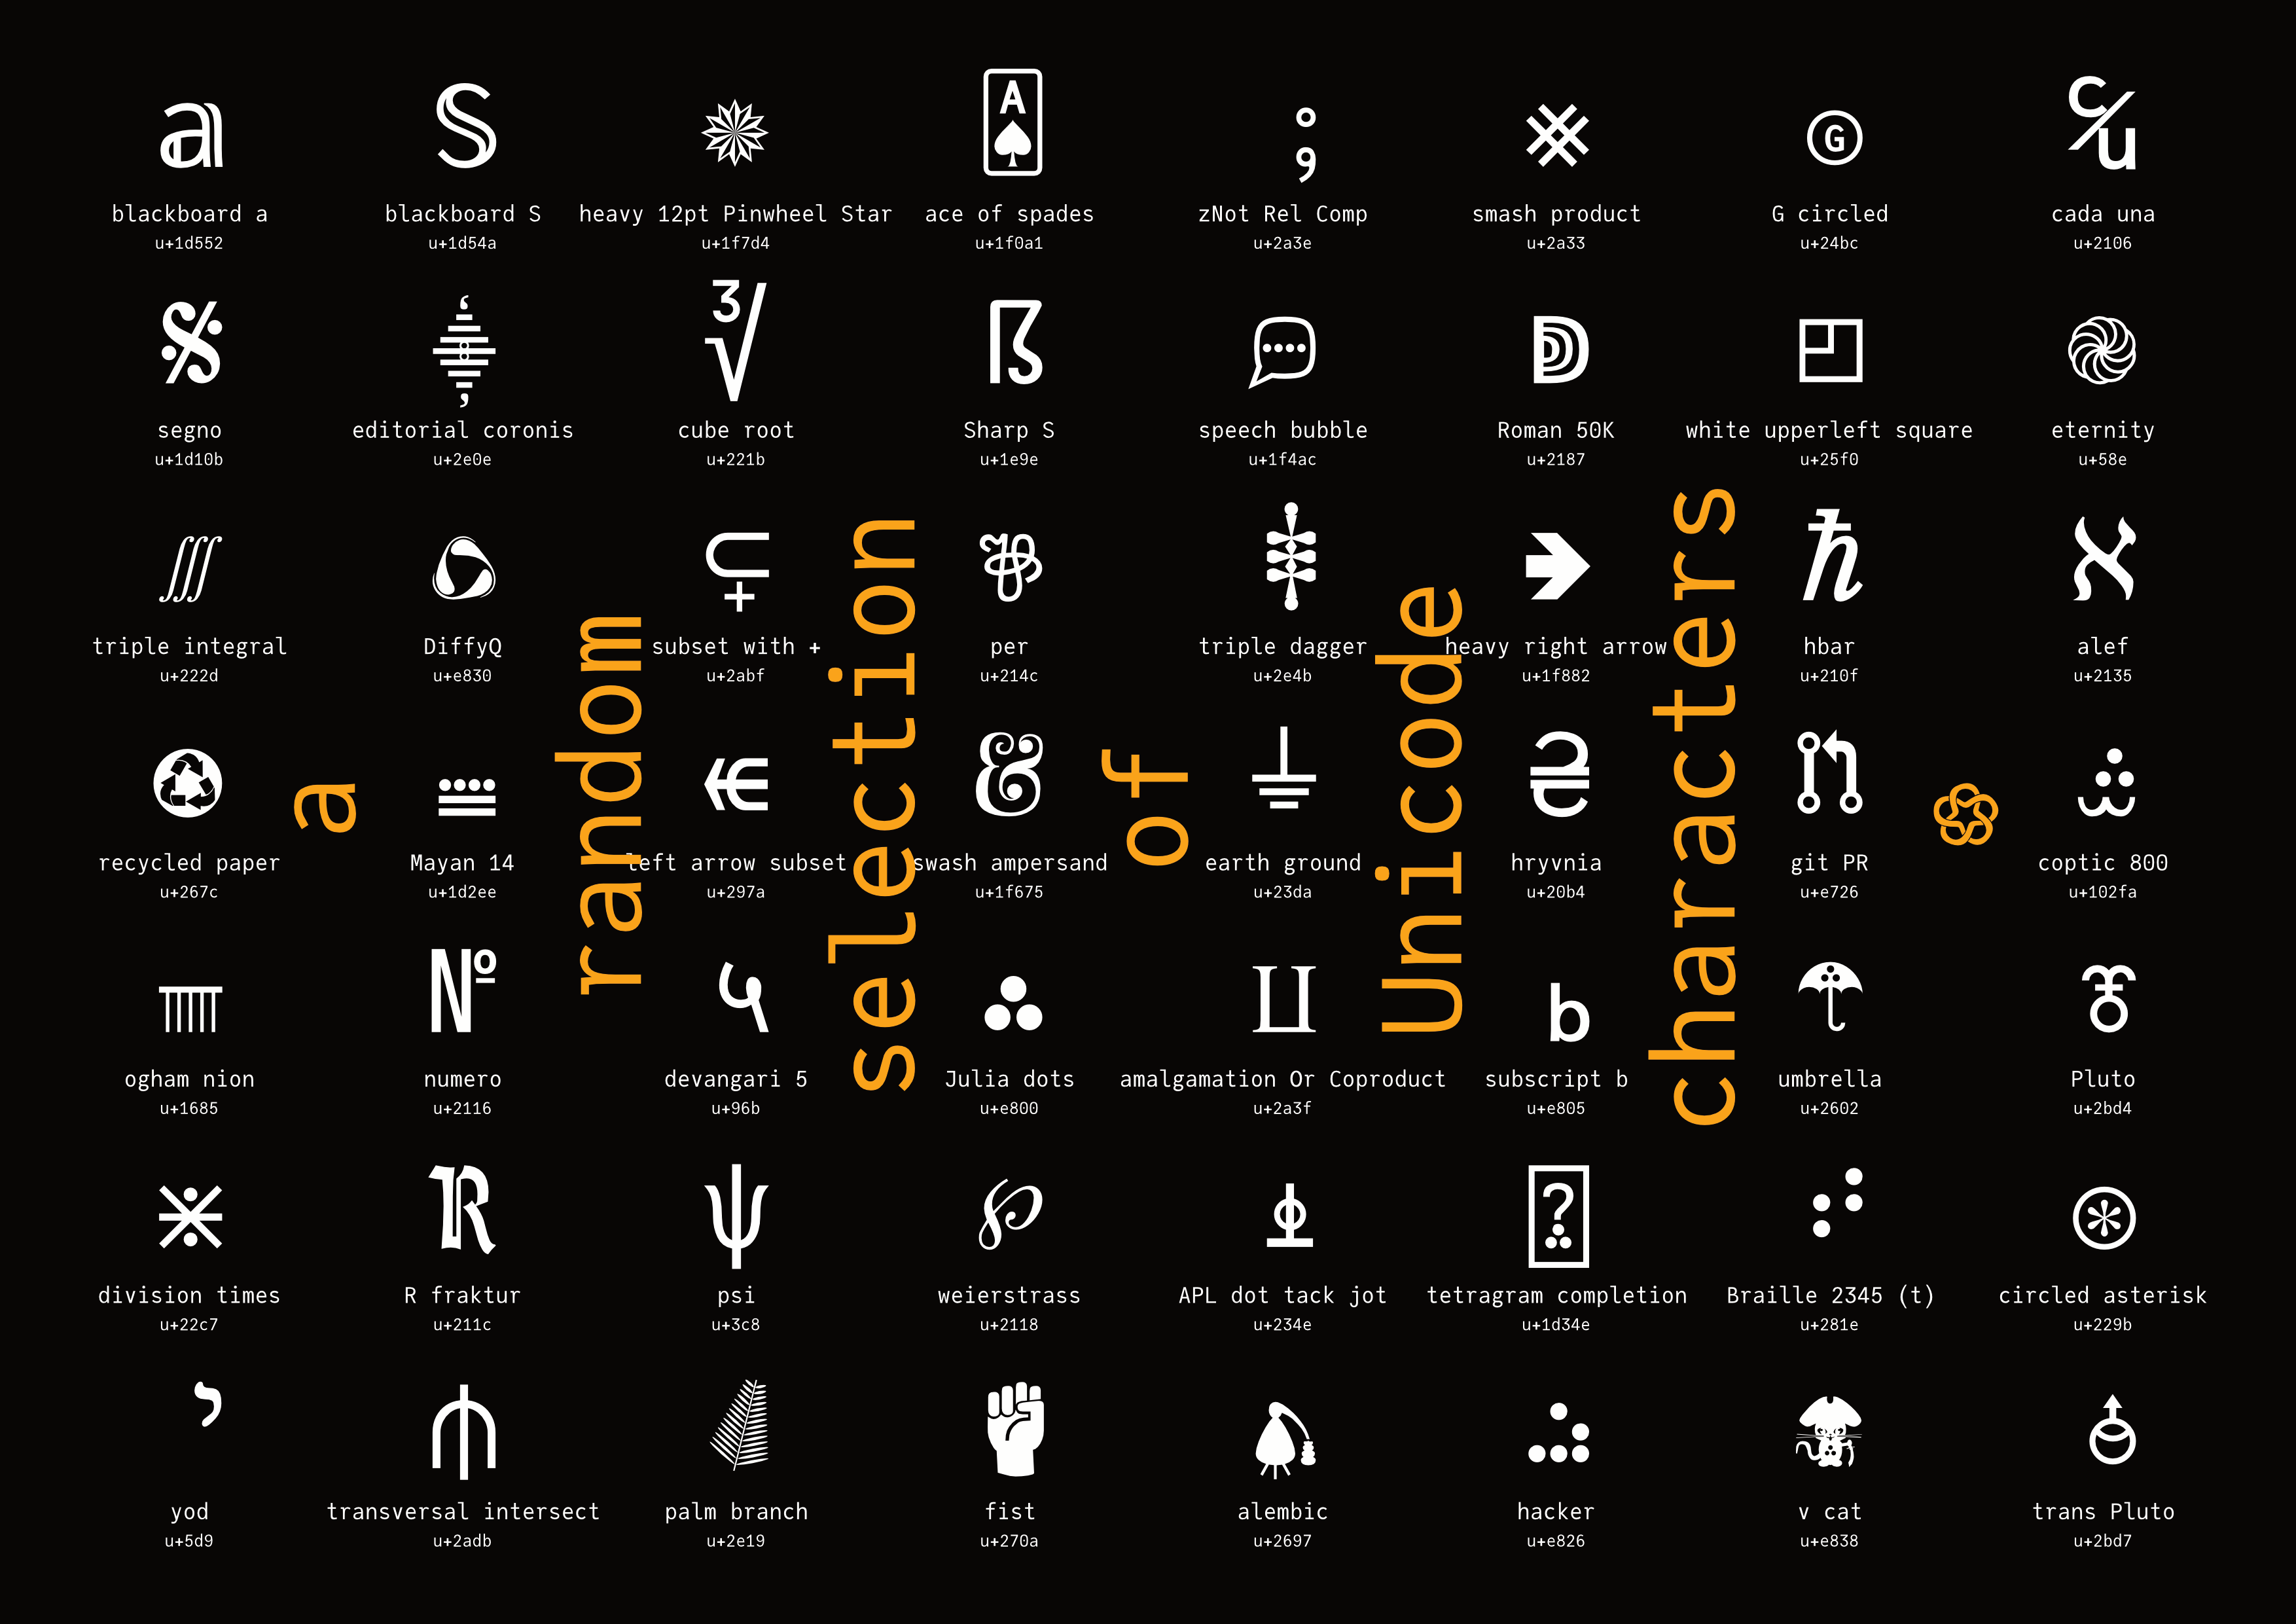 blackboard a blackboard S heavy 12pt Pinwheel Star ace of spades zNot Rel Comp smash product G circled cada una
u+1d552 u+1d54a u+1f7d4 u+1f0a1 u+2a3e u+2a33 u+24bc u+2106
segno editorial coronis cube root Sharp S speech bubble Roman 50K white upperleft square eternity
u+1d10b u+2e0e u+221b u+1e9e u+1f4ac u+2187 u+25f0 u+58e
triple integral DiffyQ subset with + per triple dagger heavy right arrow hbar alef
u+222d u+e830 u+2abf u+214c u+2e4b u+1f882 u+210f u+2135
recycled paper Mayan 14 left arrow subset swash ampersand earth ground hryvnia git PR coptic 800
u+267c u+1d2ee u+297a u+1f675 u+23da u+20b4 u+e726 u+102fa
ogham nion numero devangari 5 Julia dots amalgamation Or Coproduct subscript b umbrella Pluto
u+1685 u+2116 u+96b u+e800 u+2a3f u+e805 u+2602 u+2bd4
division times R fraktur psi weierstrass APL dot tack jot tetragram completion Braille 2345 (t) circled asterisk
u+22c7 u+211c u+3c8 u+2118 u+234e u+1d34e u+281e u+229b
yod transversal intersect palm branch fist alembic hacker v cat trans Pluto
u+5d9 u+2adb u+2e19 u+270a u+2697 u+e826 u+e838 u+2bd7
a
random
selection
of
Unicode
characters